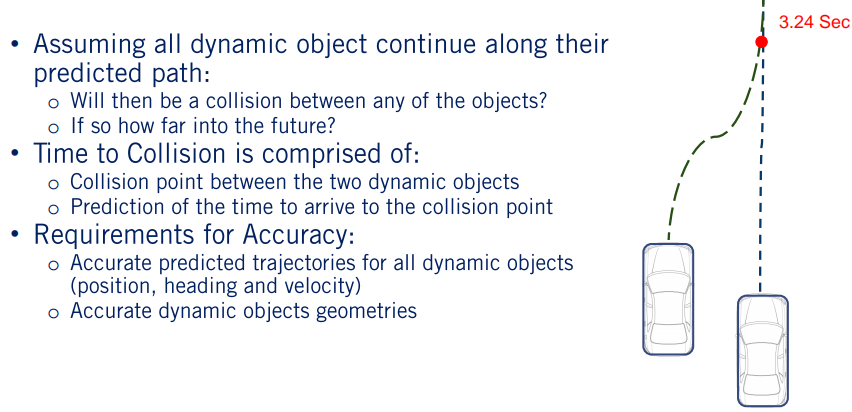 • Assuming all dynamic object continue along their
predicted path:
o Will then be a collision between any of the objects?
o If so how far into the future?
• Time to Collision is comprised of:
o Collision point between the two dynamic objects
o Prediction of the time to arrive to the collision point
• Requirements for Accuracy:
o Accurate predicted trajectories for all dynamic objects
(position, heading and velocity)
o Accurate dynamic objects geometries
3.24 Sec